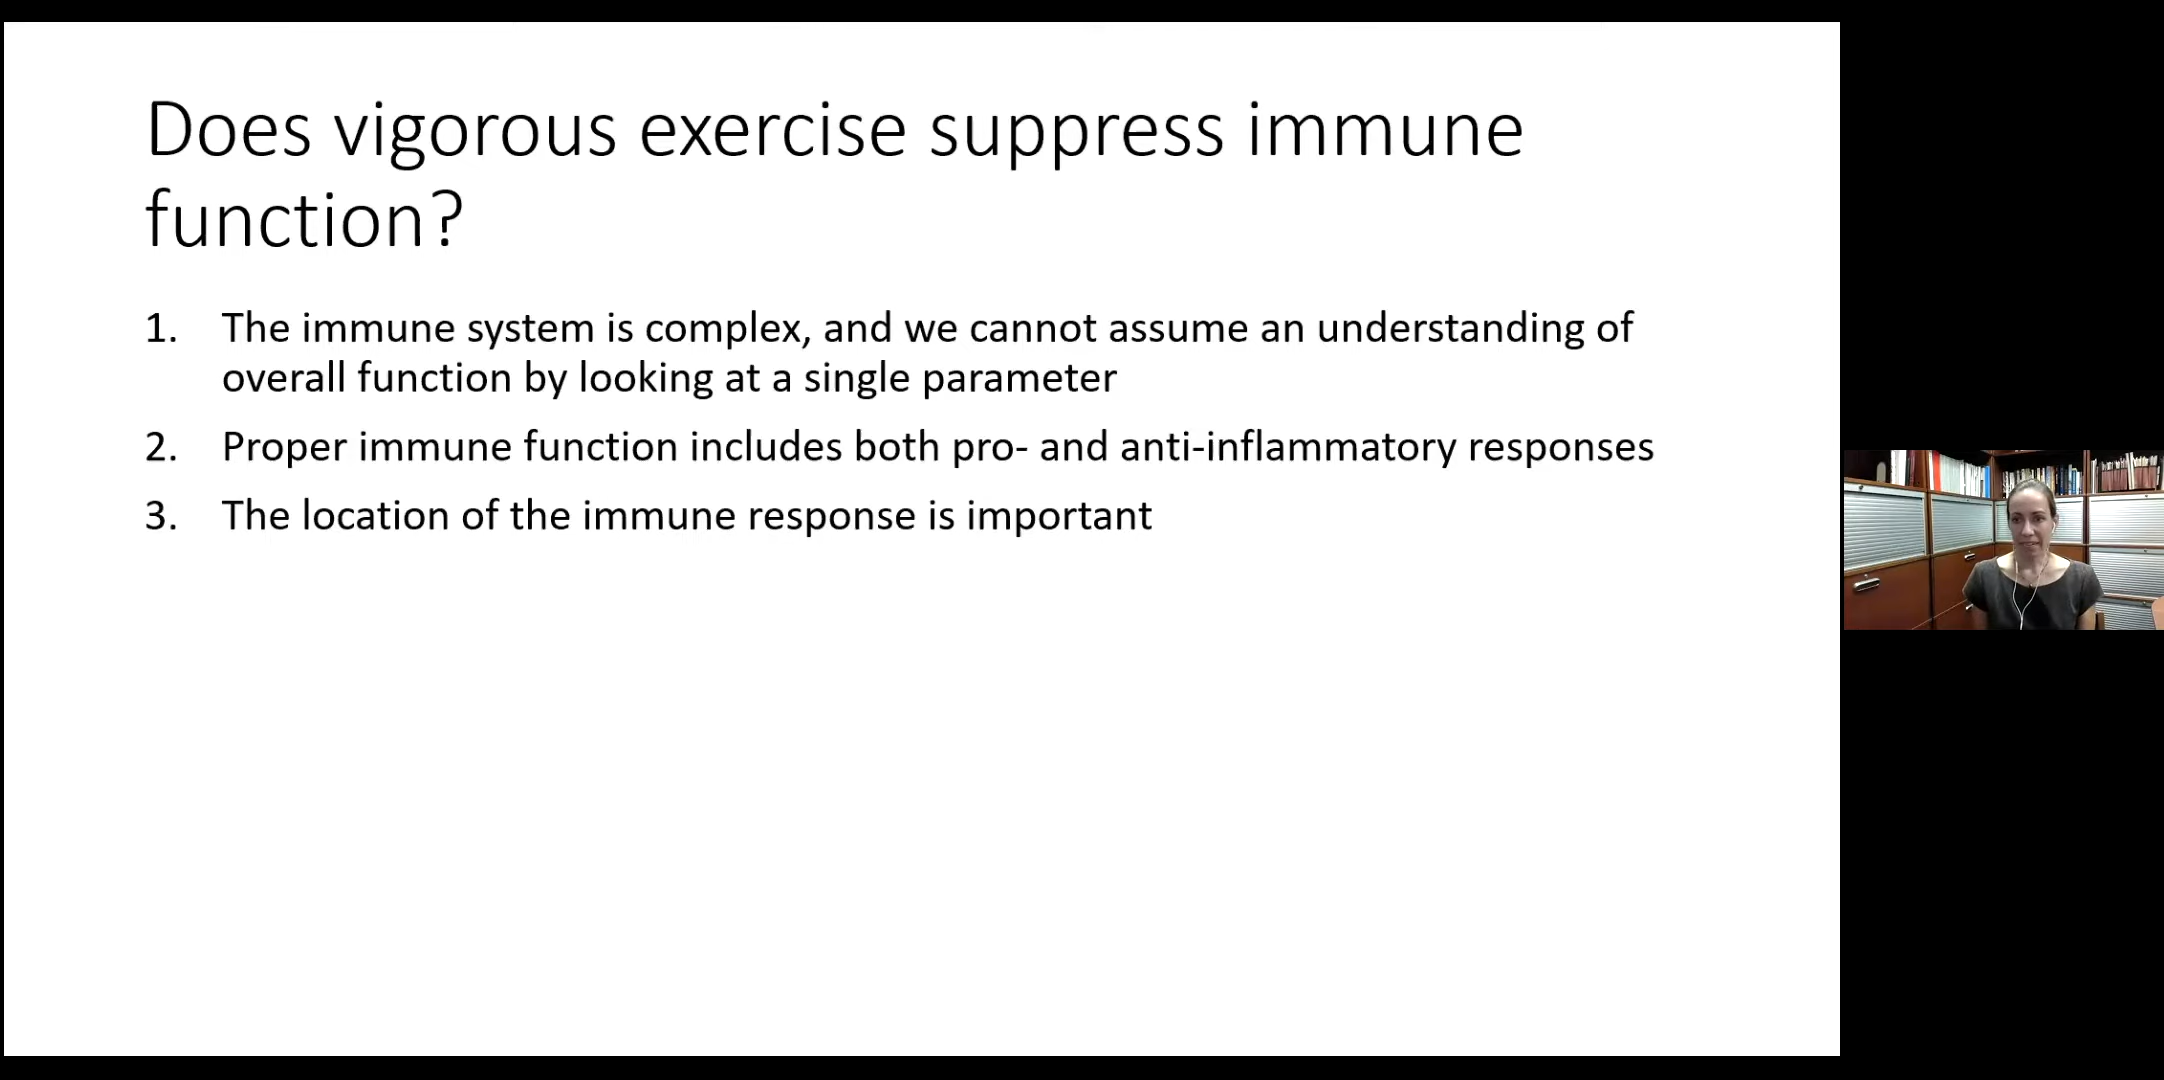 Does vigorous exercise suppress immune
function?
1. The immune system is complex, and we cannot assume an understanding of
overall function by looking at a single parameter
2. Proper immune function includes both pro- and anti-inflammatory responses
3. The location of the immune response is important